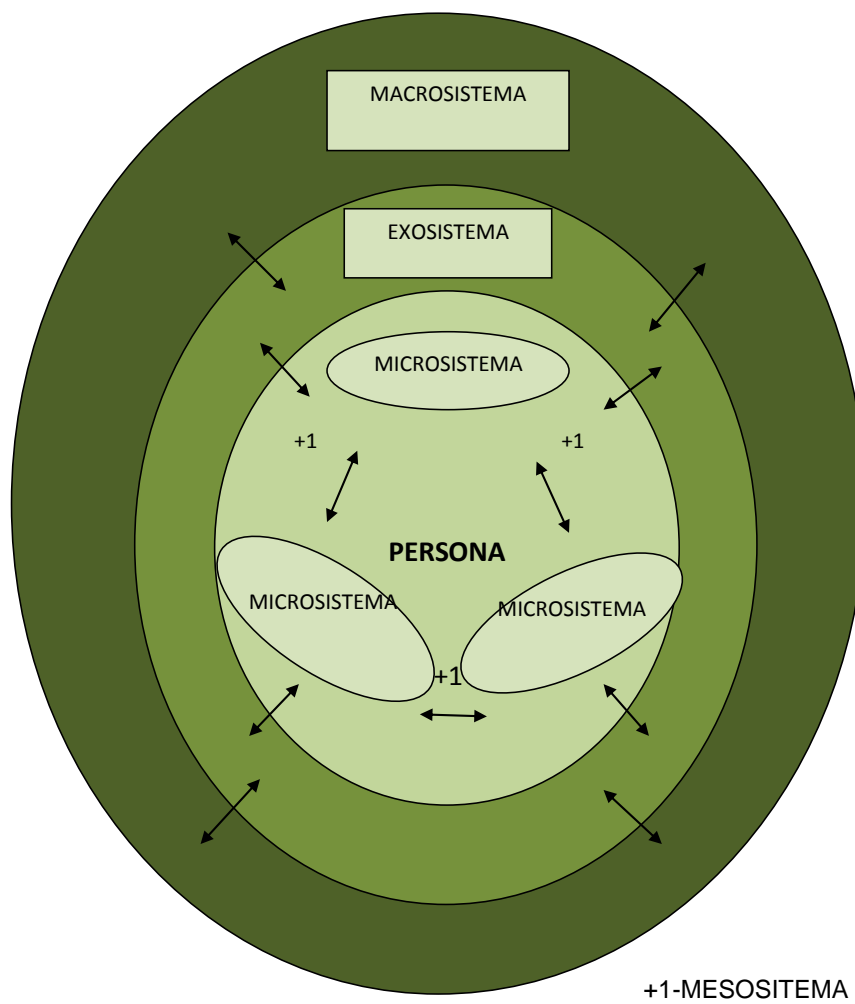 MACROSISTEMA
EXOSISTEMA
MICROSISTEMA
+1
+1
PERSONA
MICROSISTEMA
MICROSISTEMA
+1
+1-MESOSITEMA